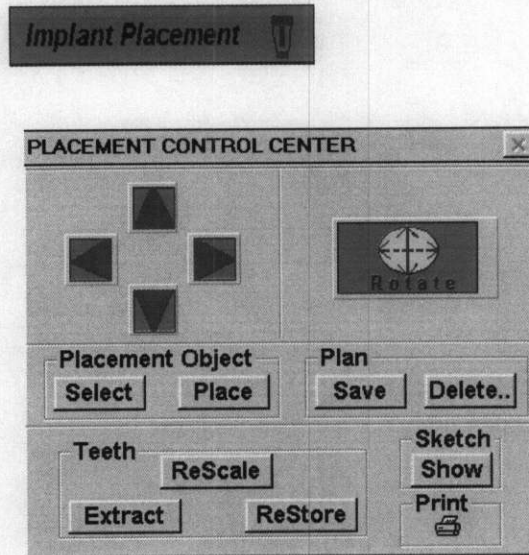 Implant Placement
PLACEMENT CONTROL CENTER
Rotate
Placement Object
Select Place
Plan
Save Delete..
Teeth
ReScale
Extract ReStore
Sketch
Show
Print